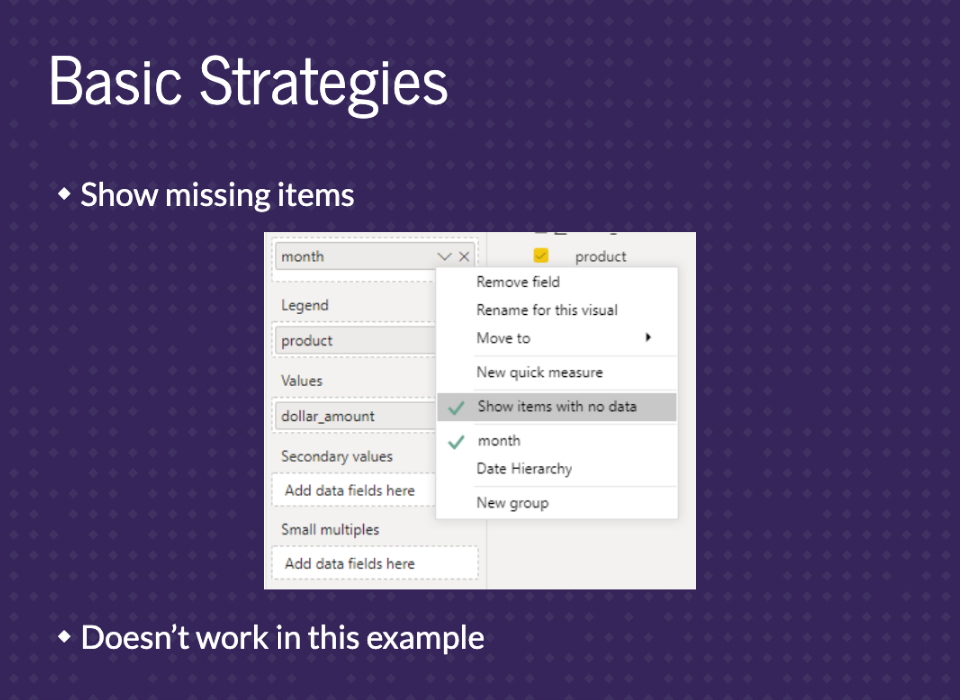 Basic Strategies
Show missing items
month
product
Remove field
Legend
Rename for this visual
product
Move to
New quick measure
Values
Show items with no data
dollar_amount
month
Secondary values
Date Hierarchy
Add data fields here
New group
Small multiples
Add data fields here
Doesn't work in this example